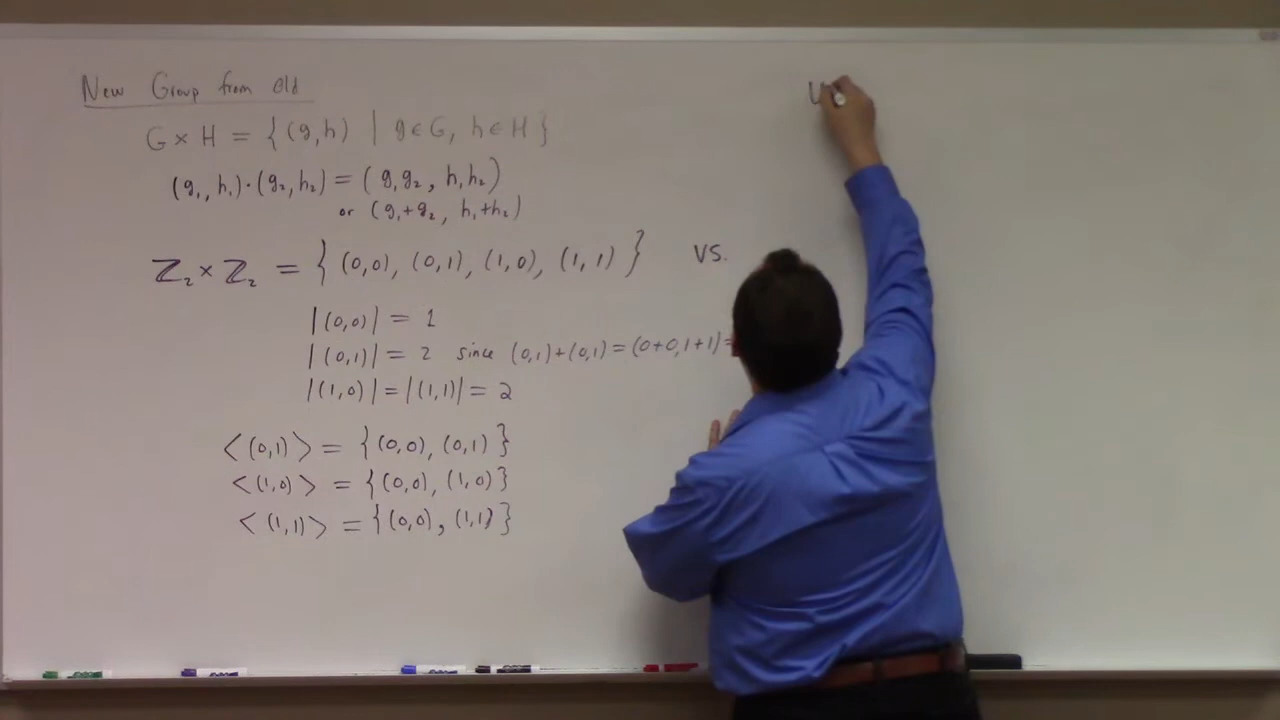 New Group from Old
G × H = { (g,h) | g ∈ G, h ∈ H }
(g₁, h₁)·(g₂, h₂) = ( g₁g₂ , h₁h₂)
or (g₁+g₂, h₁+h₂)
ℤ₂ × ℤ₂ = { (0,0), (0,1), (1,0), (1,1) } vs.
|(0,0)| = 1
|(0,1)| = 2 since (0,1)+(0,1) = (0+0,1+1) =
|(1,0)| = |(1,1)| = 2
<(0,1)> = {(0,0), (0,1)}
<(1,0)> = {(0,0), (1,0)}
<(1,1)> = {(0,0), (1,1)}